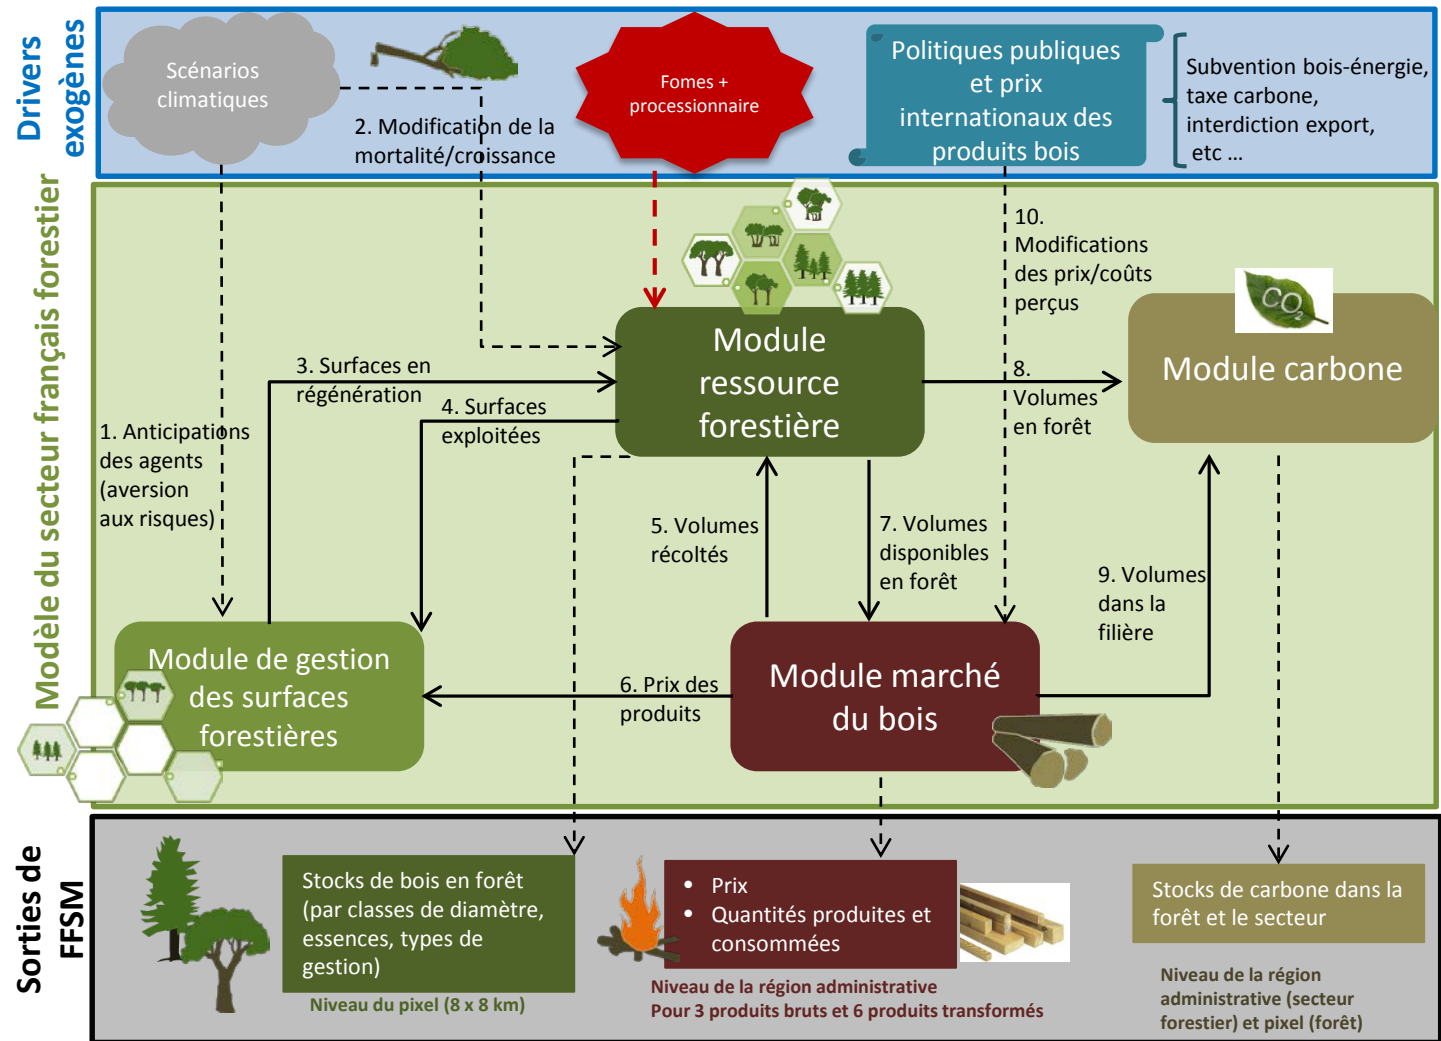 Drivers
exogènes
Scénarios
climatiques
2. Modification de la
mortalité/croissance
Fomes +
processionnaire
Politiques publiques
et prix
internationaux des
produits bois
Subvention bois-énergie,
taxe carbone,
interdiction export,
etc ...
Modèle du secteur français forestier
10.
Modifications
des prix/coûts
perçus
CO2
Module
ressource
forestière
Module carbone
3. Surfaces en
régénération
4. Surfaces
exploitées
8.
Volumes
en forêt
1. Anticipations
des agents
(aversion
aux risques)
5. Volumes
récoltés
7. Volumes
disponibles
en forêt
9. Volumes
dans la
filière
Module de gestion
des surfaces
forestières
6. Prix des
produits
Module marché
du bois
Sorties de
FFSM
Stocks de bois en forêt
(par classes de diamètre,
essences, types de
gestion)
Niveau du pixel (8 x 8 km)
• Prix
• Quantités produites et
consommées
Niveau de la région administrative
Pour 3 produits bruts et 6 produits transformés
Stocks de carbone dans la
forêt et le secteur
Niveau de la région
administrative (secteur
forestier) et pixel (forêt)